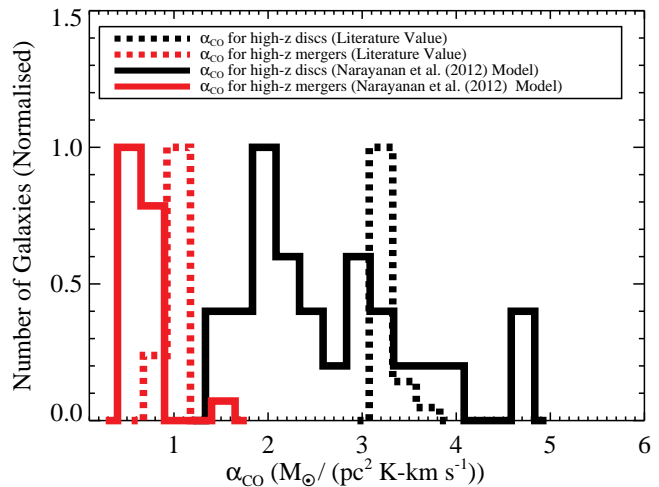 1.5
α_CO for high-z discs (Literature Value)
α_CO for high-z mergers (Literature Value)
α_CO for high-z discs (Narayanan et al. (2012) Model)
α_CO for high-z mergers (Narayanan et al. (2012)  Model)
Number of Galaxies (Normalised)
1.0
0.5
0.0
1 2 3 4 5 6
α_CO (M_⊙/ (pc² K-km s⁻¹))